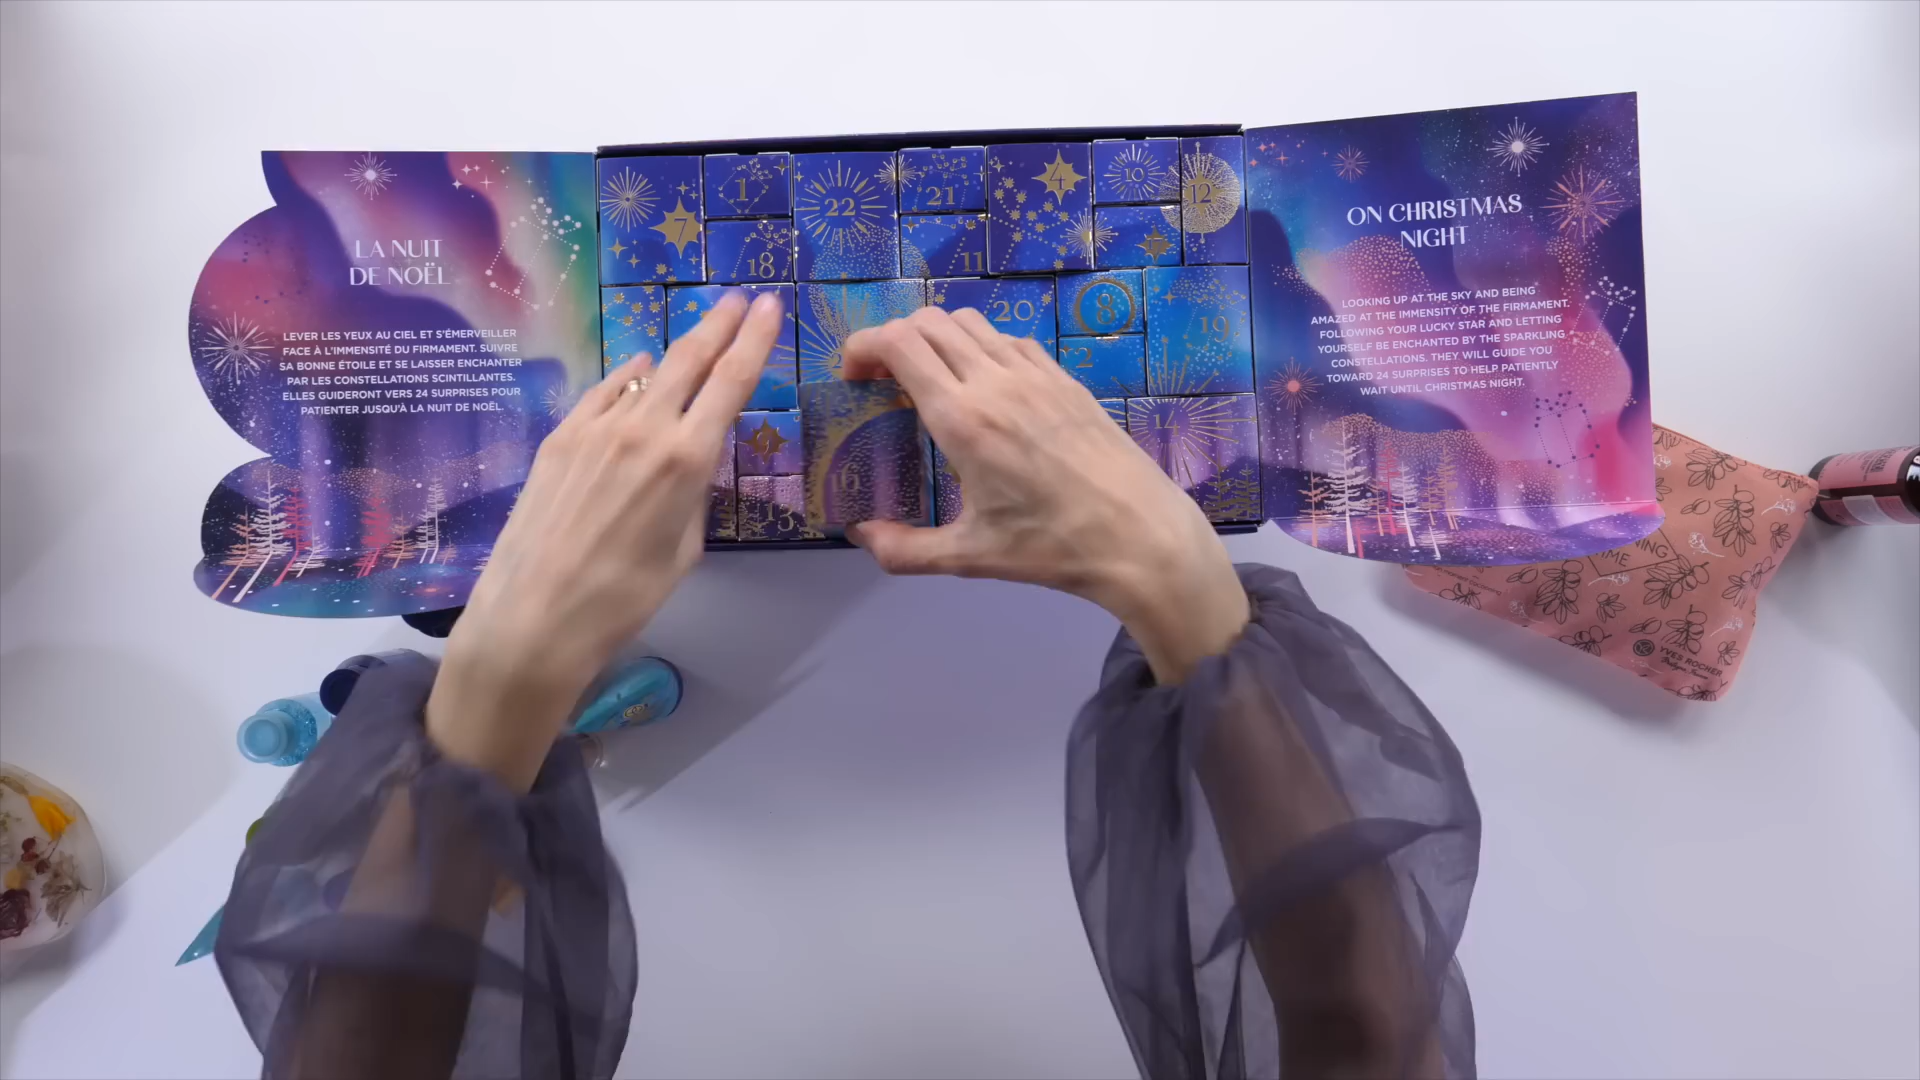 LA NUIT
DE NOËL
LEVER LES YEUX AU CIEL ET S'ÉMERVEILLER
FACE À L'IMMENSITÉ DU FIRMAMENT. SUIVRE
SA BONNE ÉTOILE ET SE LAISSER ENCHANTER
PAR LES CONSTELLATIONS SCINTILLANTES.
ELLES GUIDERONT VERS 24 SURPRISES POUR
PATIENTER JUSQU'À LA NUIT DE NOËL.
7
1
22
21
4
10
12
18
11
20
8
19
2
9
16
14
13
ON CHRISTMAS
NIGHT
LOOKING UP AT THE SKY AND BEING
AMAZED AT THE IMMENSITY OF THE FIRMAMENT.
FOLLOWING YOUR LUCKY STAR AND LETTING
YOURSELF BE ENCHANTED BY THE SPARKLING
CONSTELLATIONS. THEY WILL GUIDE YOU
TOWARD 24 SURPRISES TO HELP PATIENTLY
WAIT UNTIL CHRISTMAS NIGHT.
YVES ROCHER